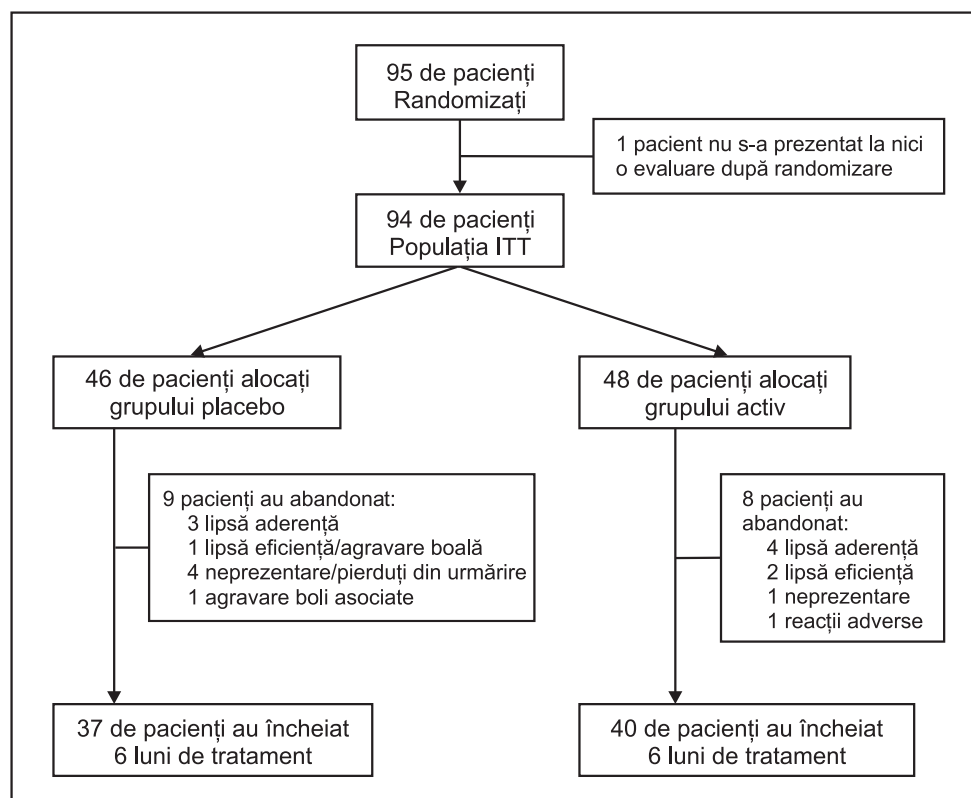 95 de pacienți
Randomizați
1 pacient nu s-a prezentat la nici
o evaluare după randomizare
94 de pacienți
Populația ITT
46 de pacienți alocați
grupului placebo
48 de pacienți alocați
grupului activ
9 pacienți au abandonat:
3 lipsă aderență
1 lipsă eficiență/agravare boală
4 neprezentare/pierduți din urmărire
1 agravare boli asociate
8 pacienți au
abandonat:
4 lipsă aderență
2 lipsă eficiență
1 neprezentare
1 reacții adverse
37 de pacienți au încheiat
6 luni de tratament
40 de pacienți au încheiat
6 luni de tratament